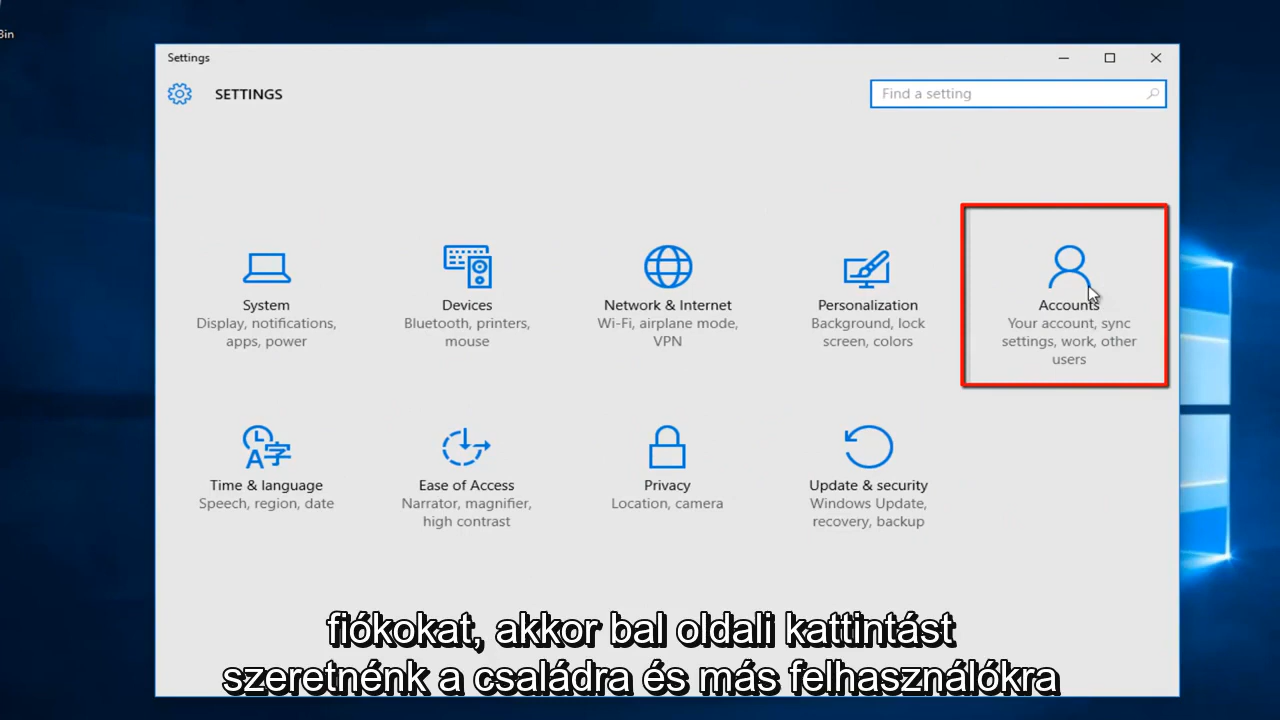 Bin
Settings
SETTINGS
Find a setting
System
Display, notifications,
apps, power
Devices
Bluetooth, printers,
mouse
Network & Internet
Wi-Fi, airplane mode,
VPN
Personalization
Background, lock
screen, colors
Accounts
Your account, sync
settings, work, other
users
Time & language
Speech, region, date
Ease of Access
Narrator, magnifier,
high contrast
Privacy
Location, camera
Update & security
Windows Update,
recovery, backup
fiókokat, akkor bal oldali kattintást
szeretnénk a családra és más felhasználókra